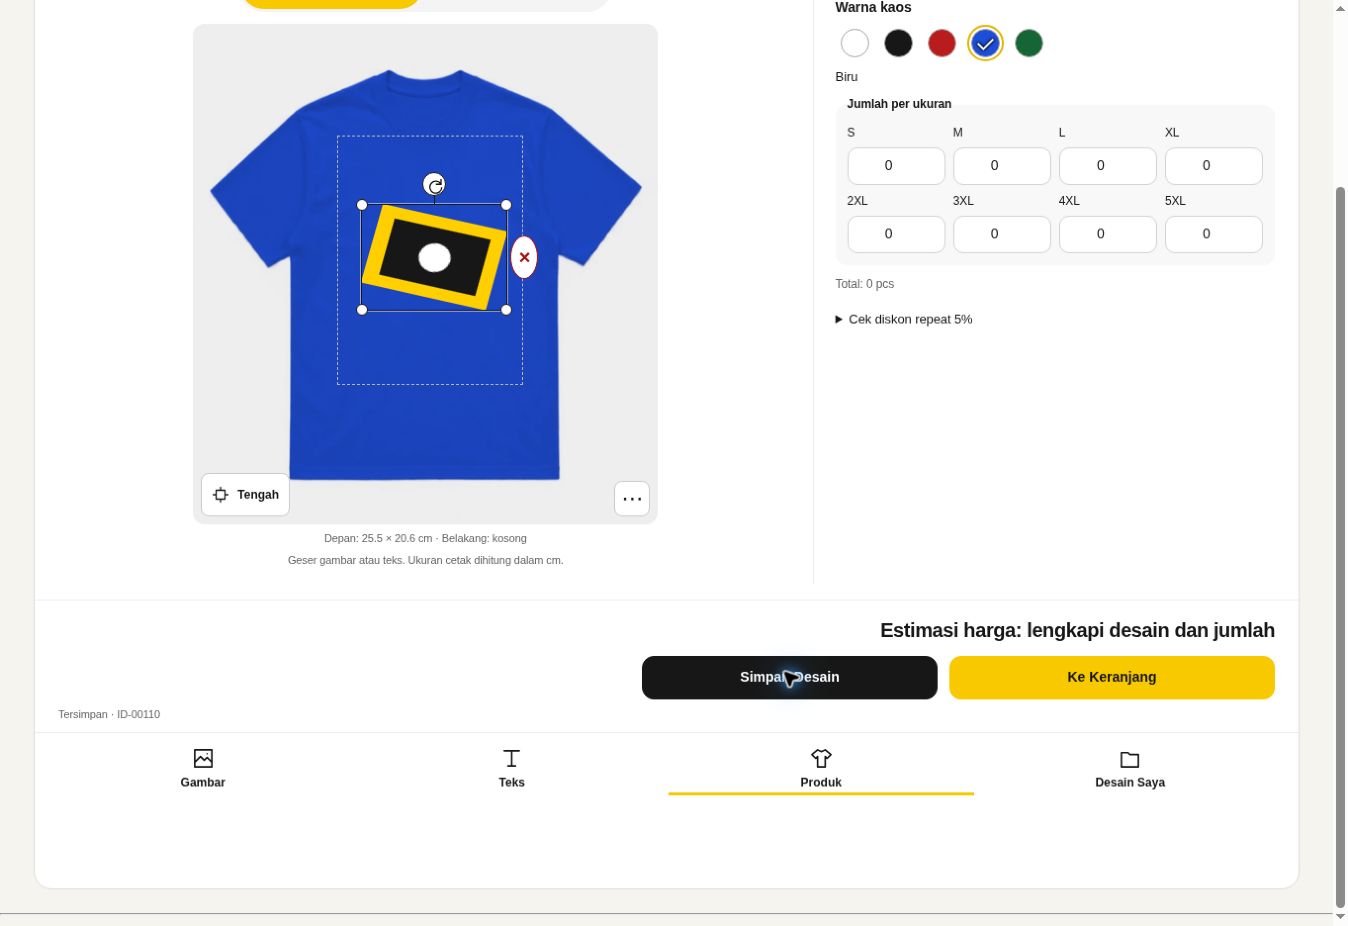 Warna kaos
Biru
Jumlah per ukuran
S M L XL
0 0 0 0
2XL 3XL 4XL 5XL
0 0 0 0
Total: 0 pcs
Cek diskon repeat 5%
Tengah
Depan: 25.5 × 20.6 cm · Belakang: kosong
Geser gambar atau teks. Ukuran cetak dihitung dalam cm.
Estimasi harga: lengkapi desain dan jumlah
Simpan Desain Ke Keranjang
Tersimpan · ID-00110
Gambar Teks Produk Desain Saya